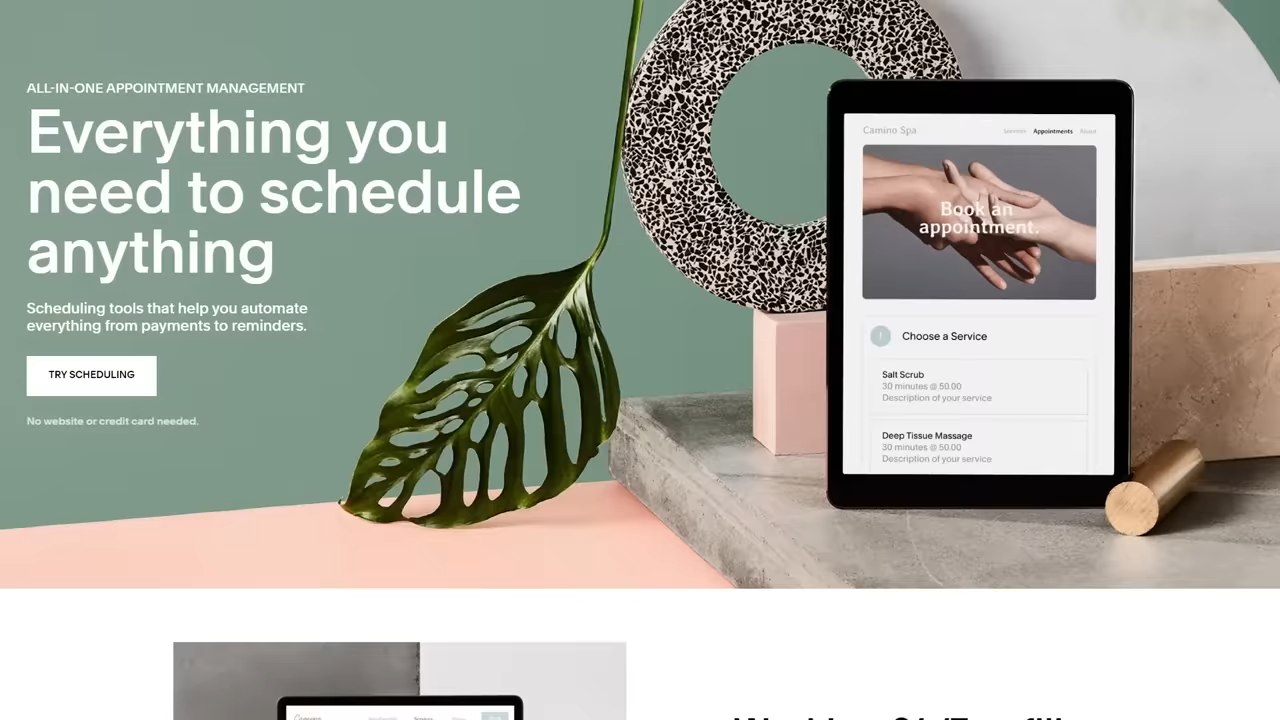 ALL-IN-ONE APPOINTMENT MANAGEMENT
Everything you
need to schedule
anything
Scheduling tools that help you automate
everything from payments to reminders.
TRY SCHEDULING
No website or credit card needed.
Camino Spa
Appointments
About
Book an
appointment.
Choose a Service
Salt Scrub
30 minutes @ 50.00
Description of your service
Deep Tissue Massage
30 minutes @ 50.00
Description of your service